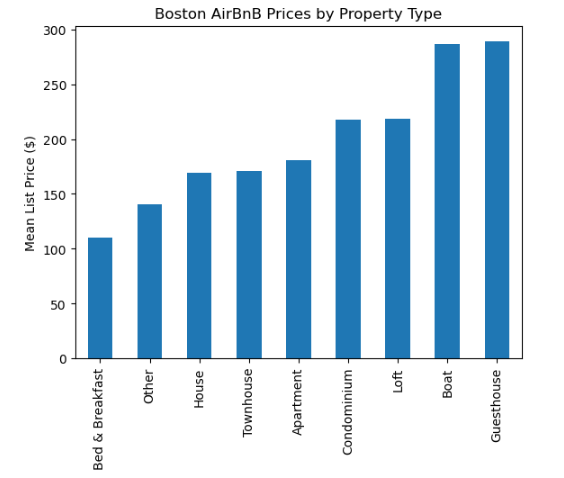 Boston AirBnB Prices by Property Type
300
250
200
150
100
50
0
Mean List Price ($)
Bed & Breakfast
Other
House
Townhouse
Apartment
Condominium
Loft
Boat
Guesthouse